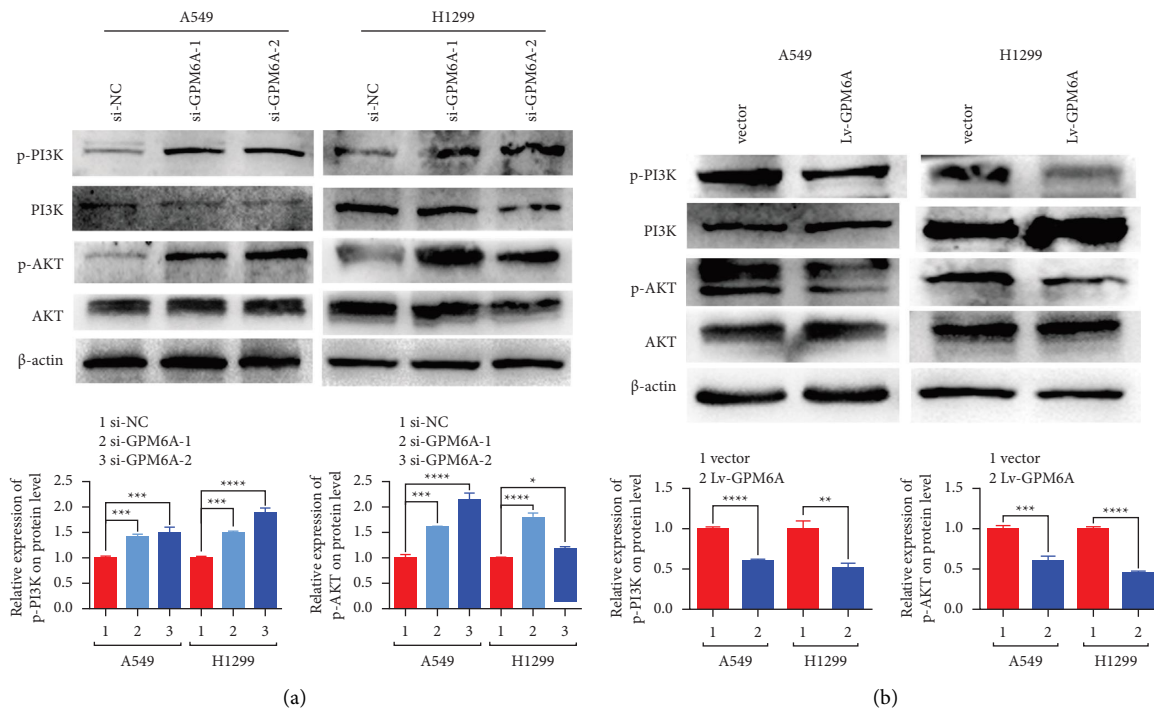 A549
H1299
si-NC
si-GPM6A-1
si-GPM6A-2
si-NC
si-GPM6A-1
si-GPM6A-2
p-PI3K
PI3K
p-AKT
AKT
β-actin
1 si-NC
2 si-GPM6A-1
3 si-GPM6A-2
Relative expression of
p-PI3K on protein level
2.5
2.0
1.5
1.0
0.5
0.0
***
***
****
***
1 2 3 1 2 3
A549 H1299
1 si-NC
2 si-GPM6A-1
3 si-GPM6A-2
Relative expression of
p-AKT on protein level
2.5
2.0
1.5
1.0
0.5
0.0
****
***
*
****
1 2 3 1 2 3
A549 H1299
(a)
A549
H1299
vector
Lv-GPM6A
vector
Lv-GPM6A
p-PI3K
PI3K
p-AKT
AKT
β-actin
1 vector
2 Lv-GPM6A
Relative expression of
p-PI3K on protein level
1.5
1.0
0.5
0.0
****
**
1 2 1 2
A549 H1299
1 vector
2 Lv-GPM6A
Relative expression of
p-AKT on protein level
1.5
1.0
0.5
0.0
***
****
1 2 1 2
A549 H1299
(b)